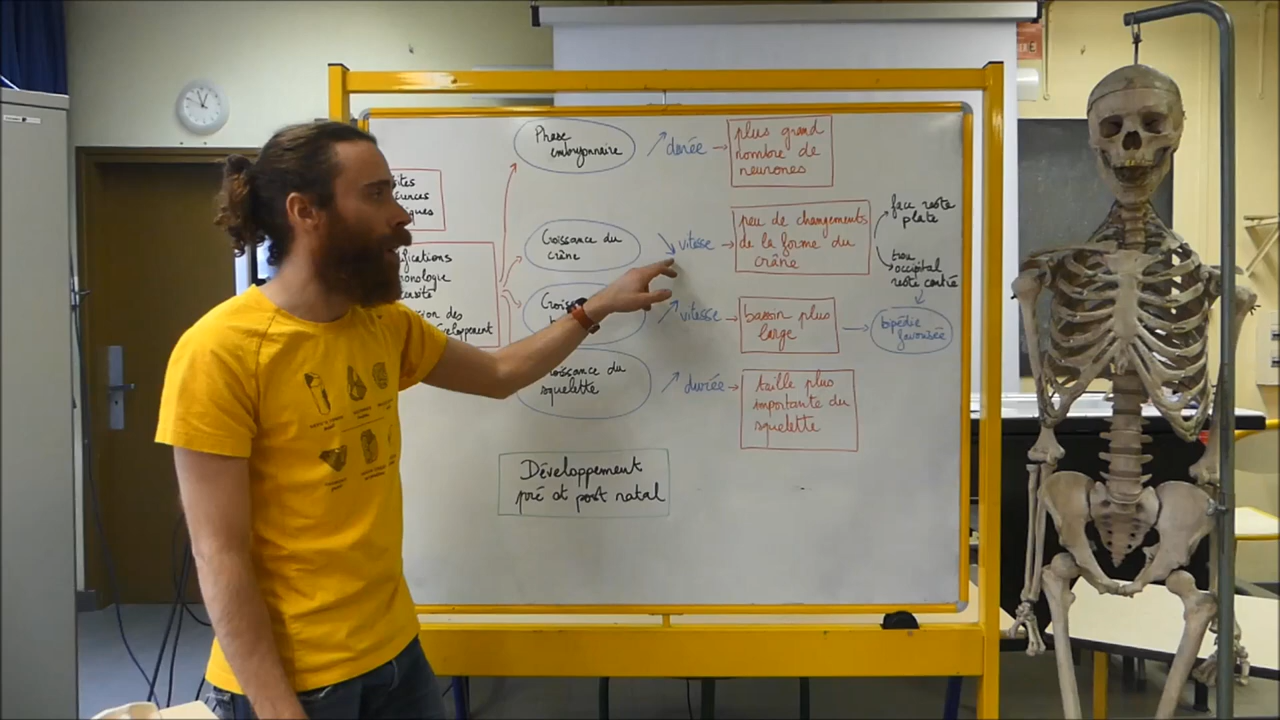 Phase
embryonnaire
durée
plus grand
nombre de
neurones
Croissance du
crâne
vitesse
peu de changements
de la forme du
crâne
face reste
plate
trou
occipital
reste centré
vitesse
bassin plus
large
bipédie
favorisée
squelette
durée
taille plus
importante du
squelette
Développement
pré et post natal